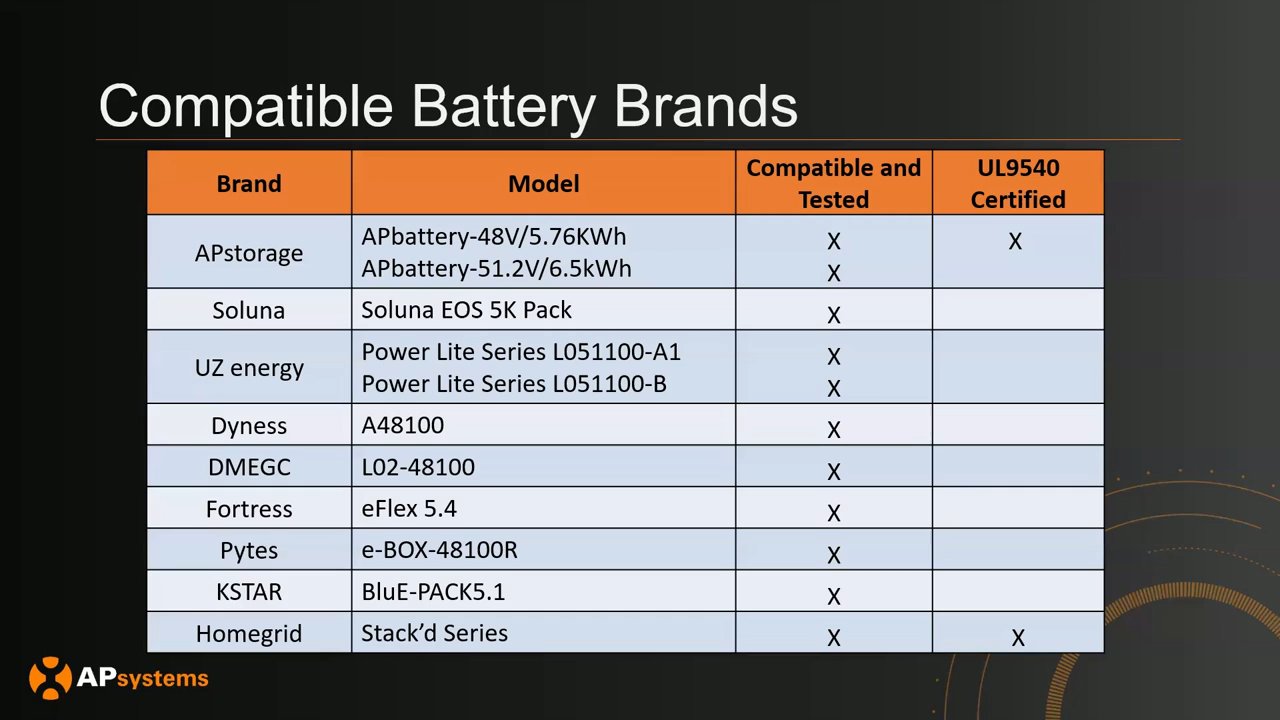 Compatible Battery Brands
Brand Model Compatible and Tested UL9540 Certified
APstorage APbattery-48V/5.76KWh X X
APbattery-51.2V/6.5kWh X
Soluna Soluna EOS 5K Pack X
UZ energy Power Lite Series L051100-A1 X
Power Lite Series L051100-B X
Dyness A48100 X
DMEGC L02-48100 X
Fortress eFlex 5.4 X
Pytes e-BOX-48100R X
KSTAR BluE-PACK5.1 X
Homegrid Stack’d Series X X
APsystems